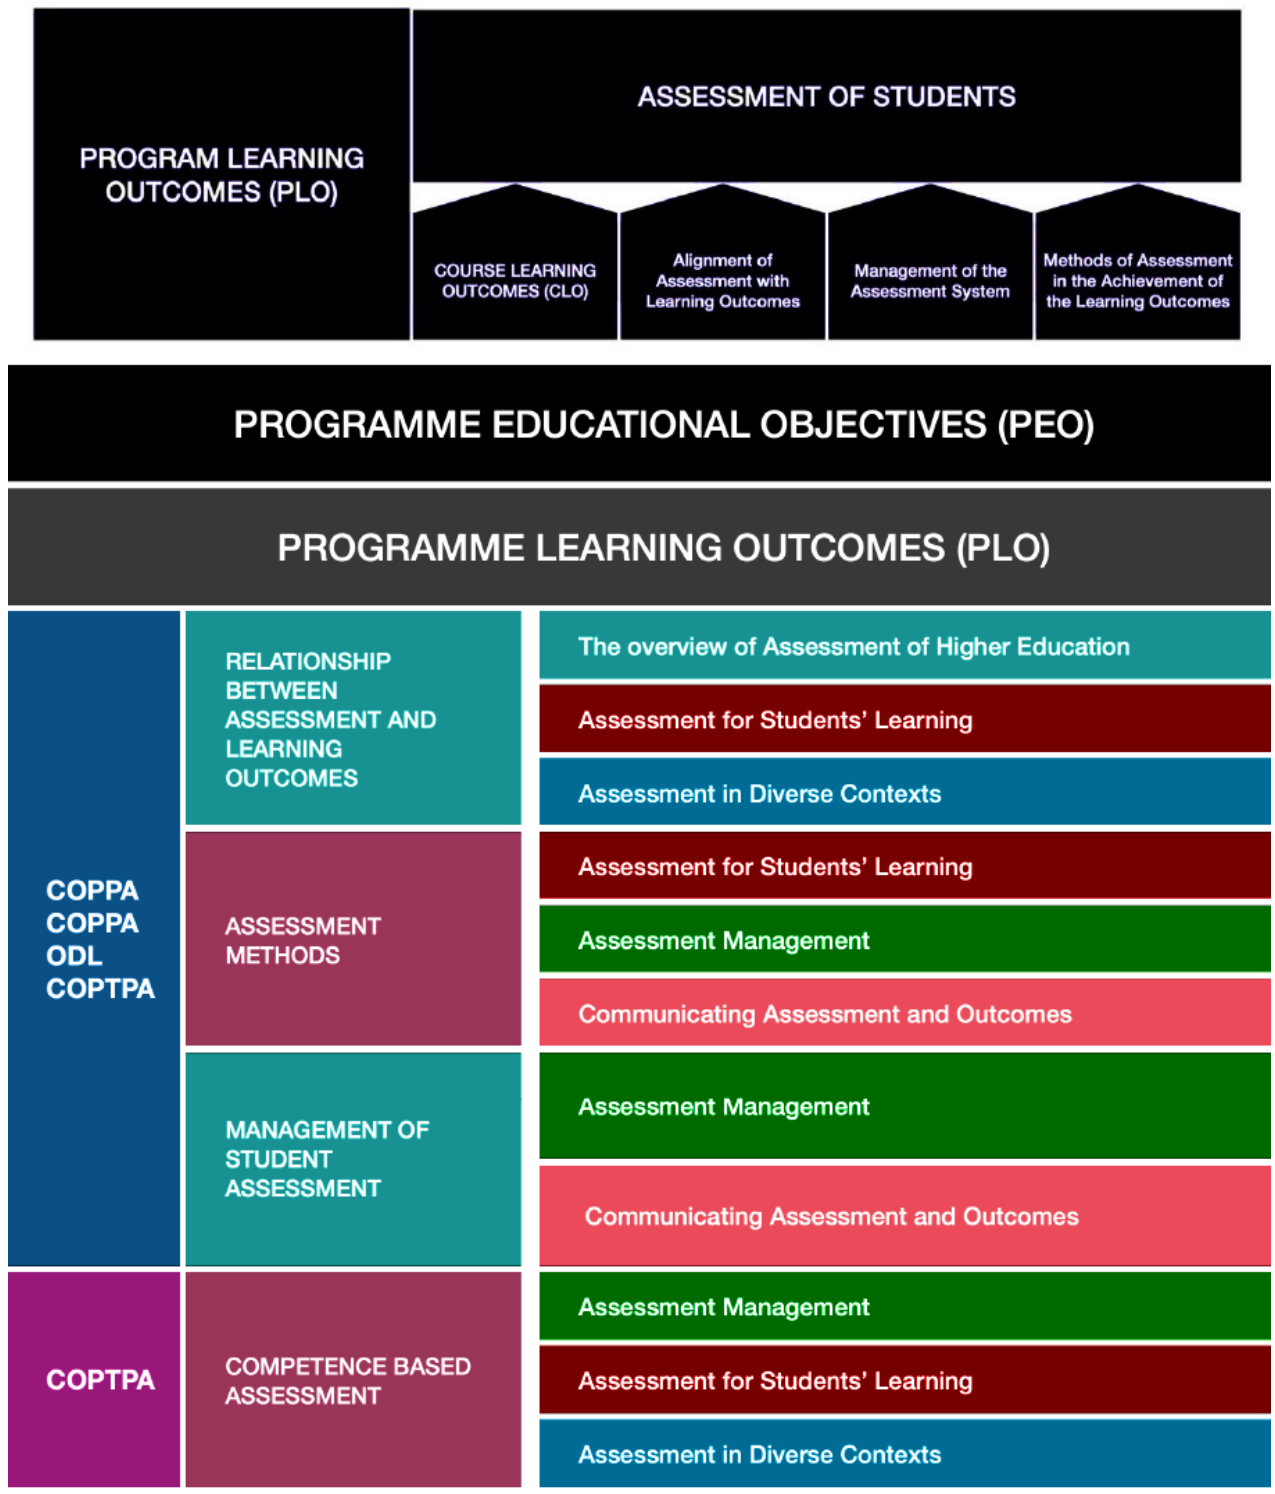 PROGRAM LEARNING
OUTCOMES (PLO)
ASSESSMENT OF STUDENTS
COURSE LEARNING
OUTCOMES (CLO)
Alignment of
Assessment with
Learning Outcomes
Management of the
Assessment System
Methods of Assessment
in the Achievement of
the Learning Outcomes
PROGRAMME EDUCATIONAL OBJECTIVES (PEO)
PROGRAMME LEARNING OUTCOMES (PLO)
COPPA
COPPA
ODL
COPTPA
RELATIONSHIP
BETWEEN
ASSESSMENT AND
LEARNING
OUTCOMES
The overview of Assessment of Higher Education
Assessment for Students’ Learning
Assessment in Diverse Contexts
ASSESSMENT
METHODS
Assessment for Students’ Learning
Assessment Management
Communicating Assessment and Outcomes
MANAGEMENT OF
STUDENT
ASSESSMENT
Assessment Management
Communicating Assessment and Outcomes
COPTPA
COMPETENCE BASED
ASSESSMENT
Assessment Management
Assessment for Students’ Learning
Assessment in Diverse Contexts